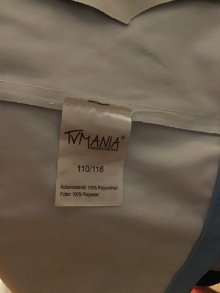 TVMANIA®
110/116
Außenmaterial: 100% Polyurethan
Futter: 100% Polyester